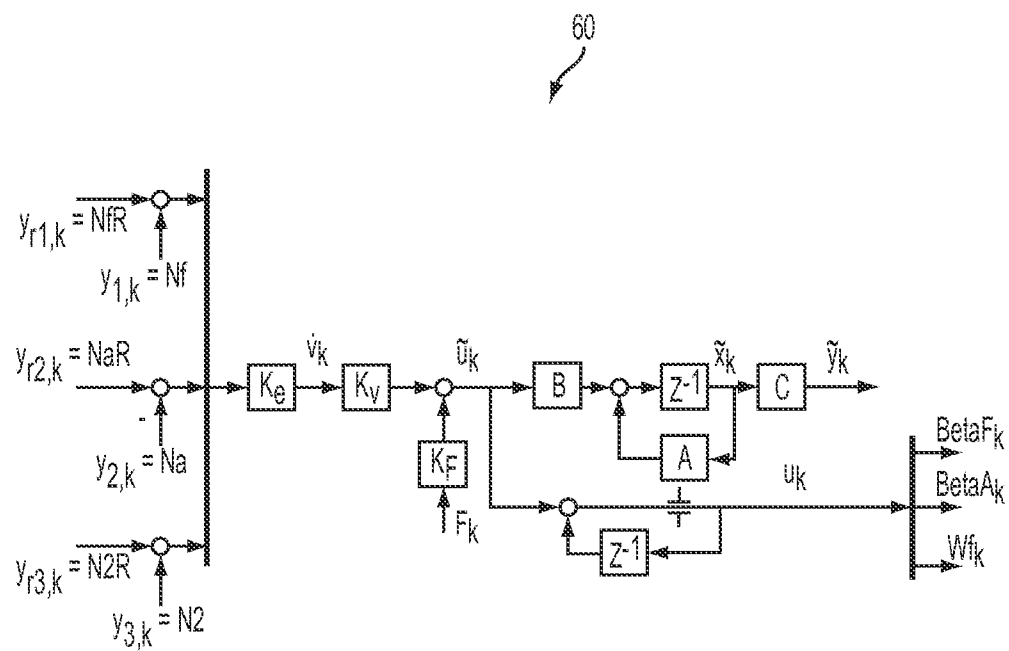 60
yr1,k = NfR
y1,k = Nf
yr2,k = NaR
-
y2,k = Na
yr3,k = N2R
y3,k = N2
Ke
v̇k
Kv
KF
Fk
ũk
B
z-1
x̃k
C
ỹk
A
uk
z-1
BetaFk
BetaAk
Wfk